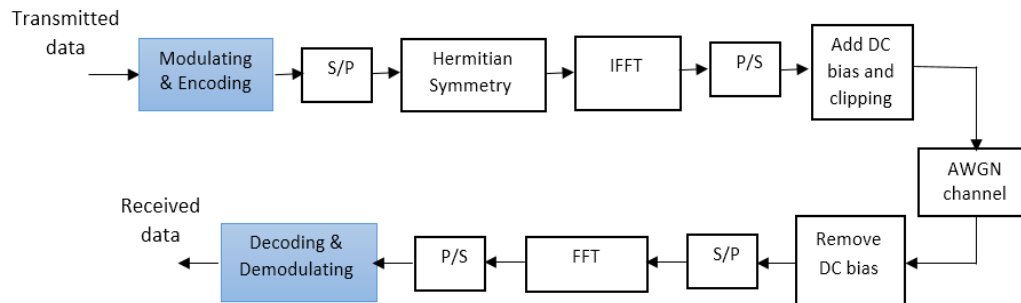 Transmitted
data
Modulating
& Encoding
S/P
Hermitian
Symmetry
IFFT
P/S
Add DC
bias and
clipping
AWGN
channel
Remove
DC bias
S/P
FFT
P/S
Decoding &
Demodulating
Received
data